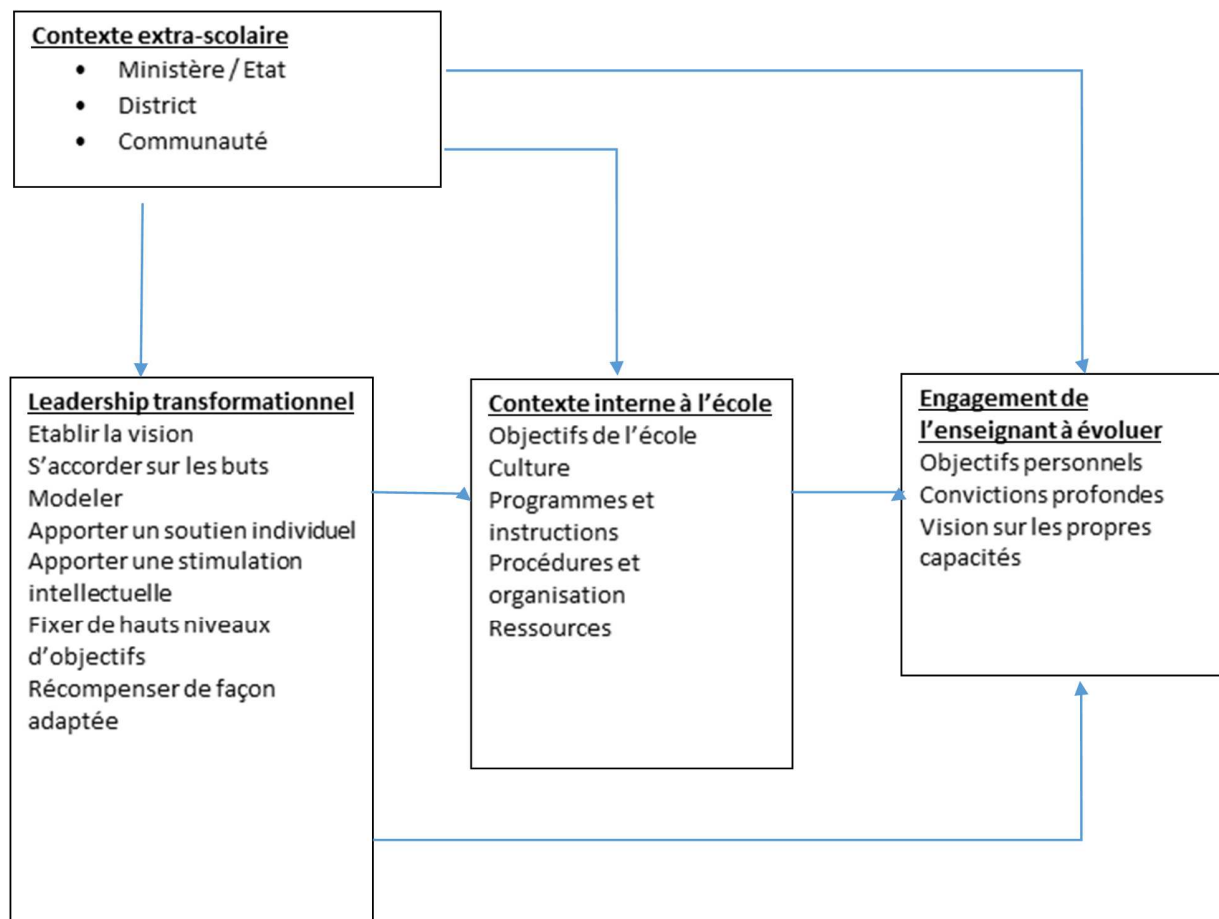 Contexte extra-scolaire
• Ministère / Etat
• District
• Communauté
Leadership transformationnel
Etablir la vision
S’accorder sur les buts
Modeler
Apporter un soutien individuel
Apporter une stimulation
intellectuelle
Fixer de hauts niveaux
d’objectifs
Récompenser de façon
adaptée
Contexte interne à l’école
Objectifs de l’école
Culture
Programmes et
instructions
Procédures et
organisation
Ressources
Engagement de
l’enseignant à évoluer
Objectifs personnels
Convictions profondes
Vision sur les propres
capacités